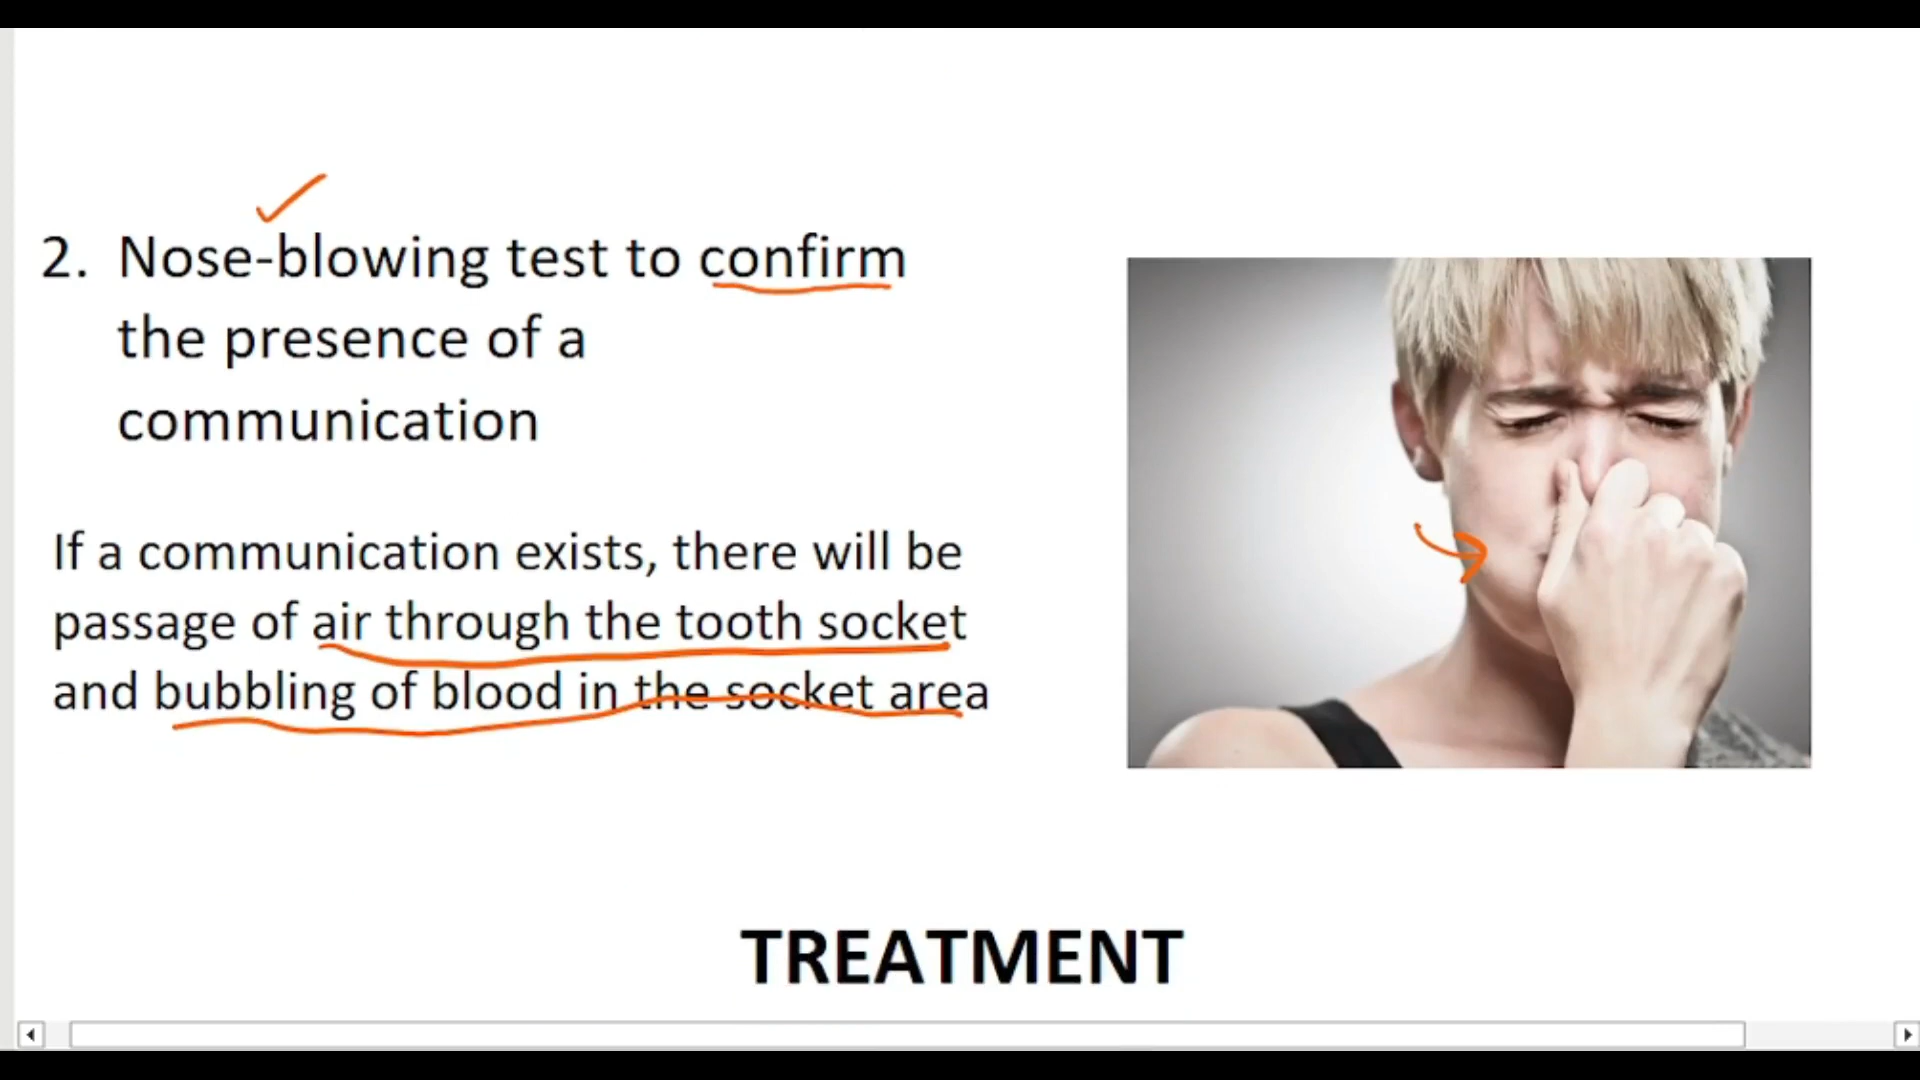 2. Nose-blowing test to confirm
the presence of a
communication
If a communication exists, there will be
passage of air through the tooth socket
and bubbling of blood in the socket area
TREATMENT